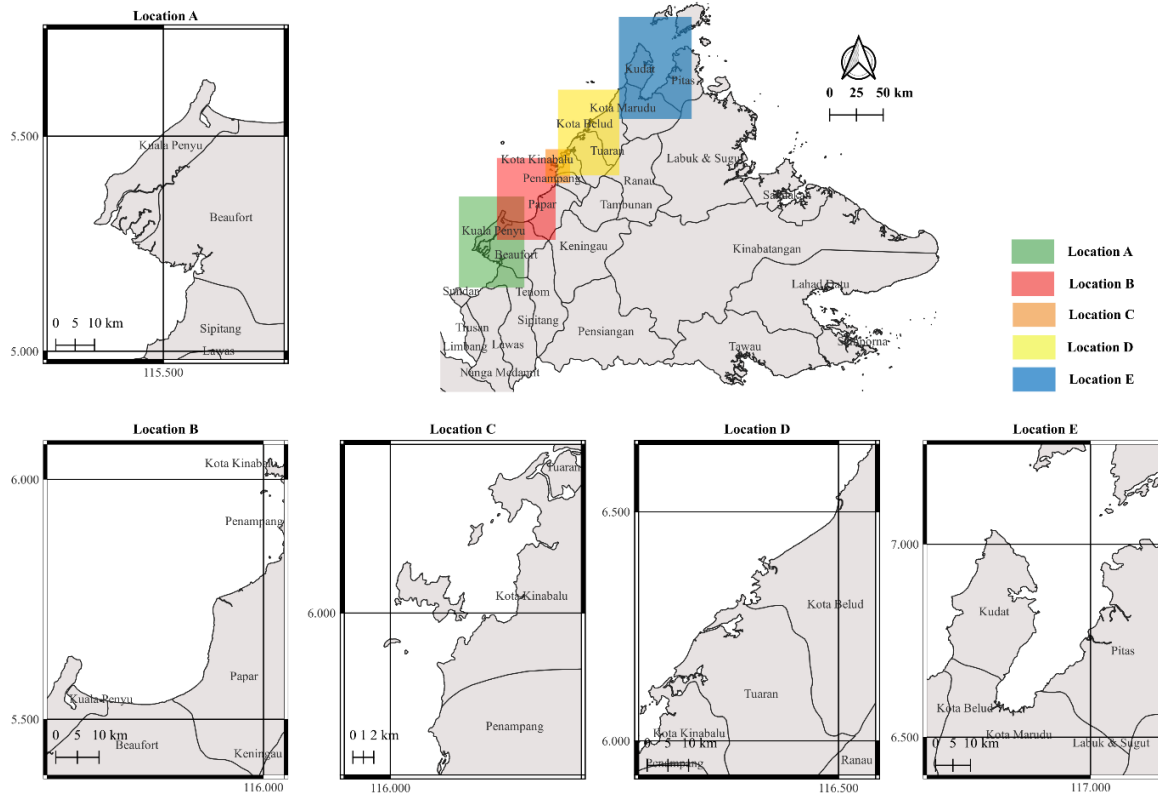 Location A
5.500
5.000
115.500
Kuala Penyu
Beaufort
Sipitang
Lawas
0 5 10 km
Kudat
Pitas
Kota Marudu
Kota Belud
Tuaran
Kota Kinabalu
Penampang
Ranau
Labuk & Sugut
Papar
Tambunan
Sandakan
Kuala Penyu
Beaufort
Keningau
Kinabatangan
Sundar
Tenom
Lahad Datu
Trusan
Sipitang
Pensiangan
Limbang
Lawas
Tawau
Semporna
Nanga Medamit
0 25 50 km
Location A
Location B
Location C
Location D
Location E
Location B
6.000
5.500
116.000
Kota Kinabalu
Penampang
Papar
Kuala Penyu
Beaufort
Keningau
0 5 10 km
Location C
6.000
116.000
Tuaran
Kota Kinabalu
Penampang
0 1 2 km
Location D
6.500
6.000
116.500
Kota Belud
Tuaran
Kota Kinabalu
Penampang
Ranau
0 5 10 km
Location E
7.000
6.500
117.000
Kudat
Pitas
Kota Belud
Kota Marudu
Labuk & Sugut
0 5 10 km